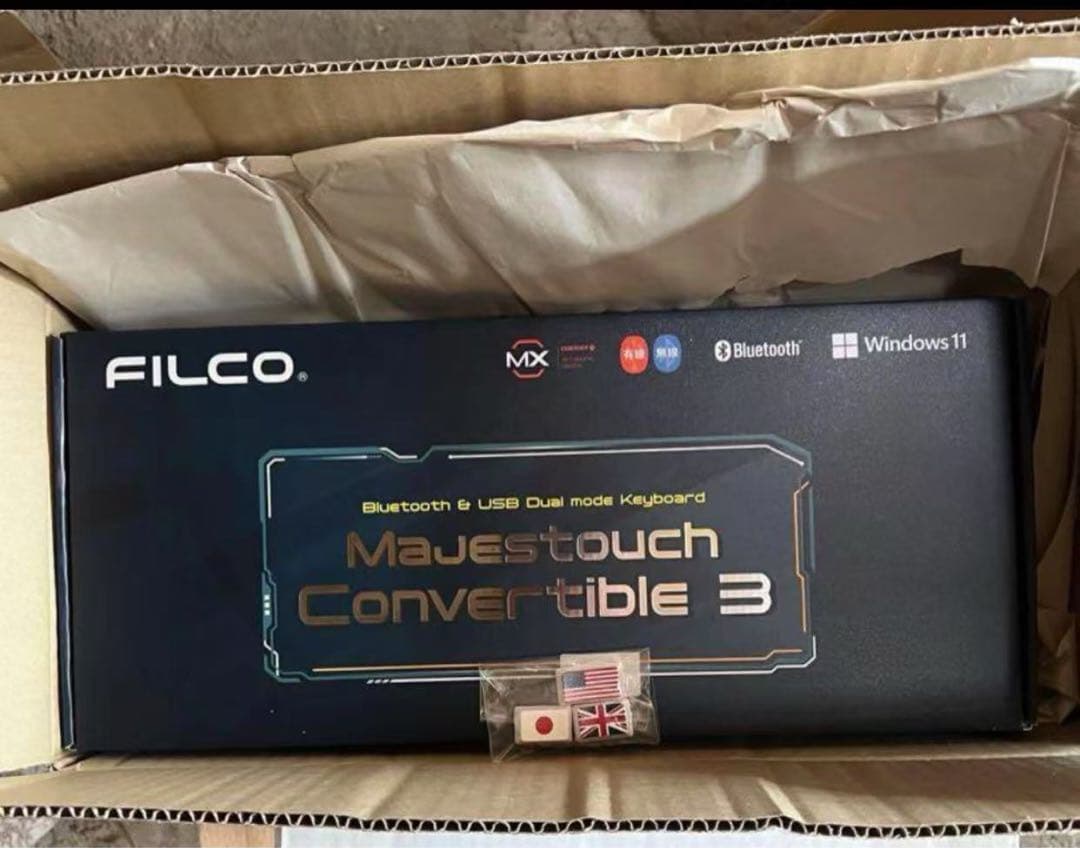 FILCO®
MX
有線
無線
Bluetooth
Windows 11
Bluetooth & USB Dual mode Keyboard
Majestouch
Convertible 3